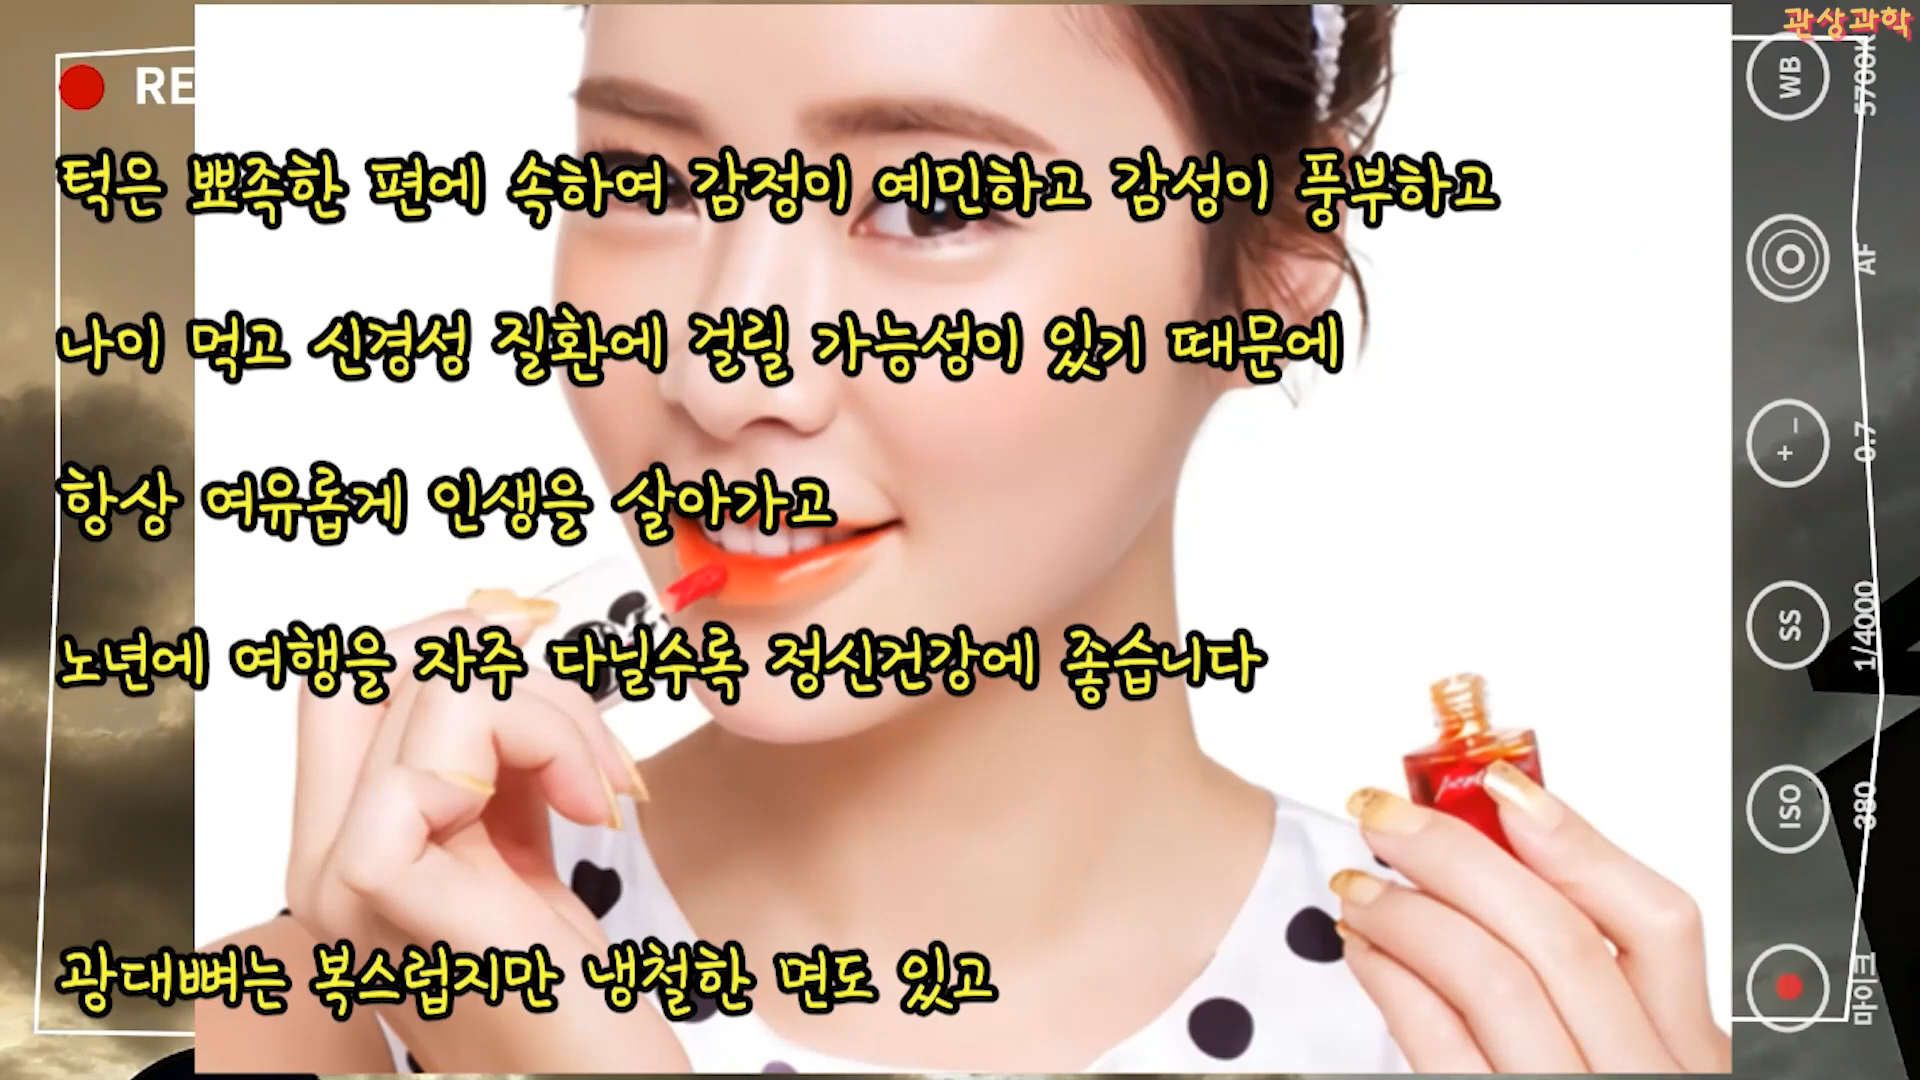 관상과학
RE
턱은 뾰족한 편에 속하여 감정이 예민하고 감성이 풍부하고
나이 먹고 신경성 질환에 걸릴 가능성이 있기 때문에
항상 여유롭게 인생을 살아가고
노년에 여행을 자주 다닐수록 정신건강에 좋습니다
광대뼈는 복스럽지만 냉철한 면도 있고
WB
5700K
AF
+ -
0.7
SS
1/4000
ISO
380
마이크